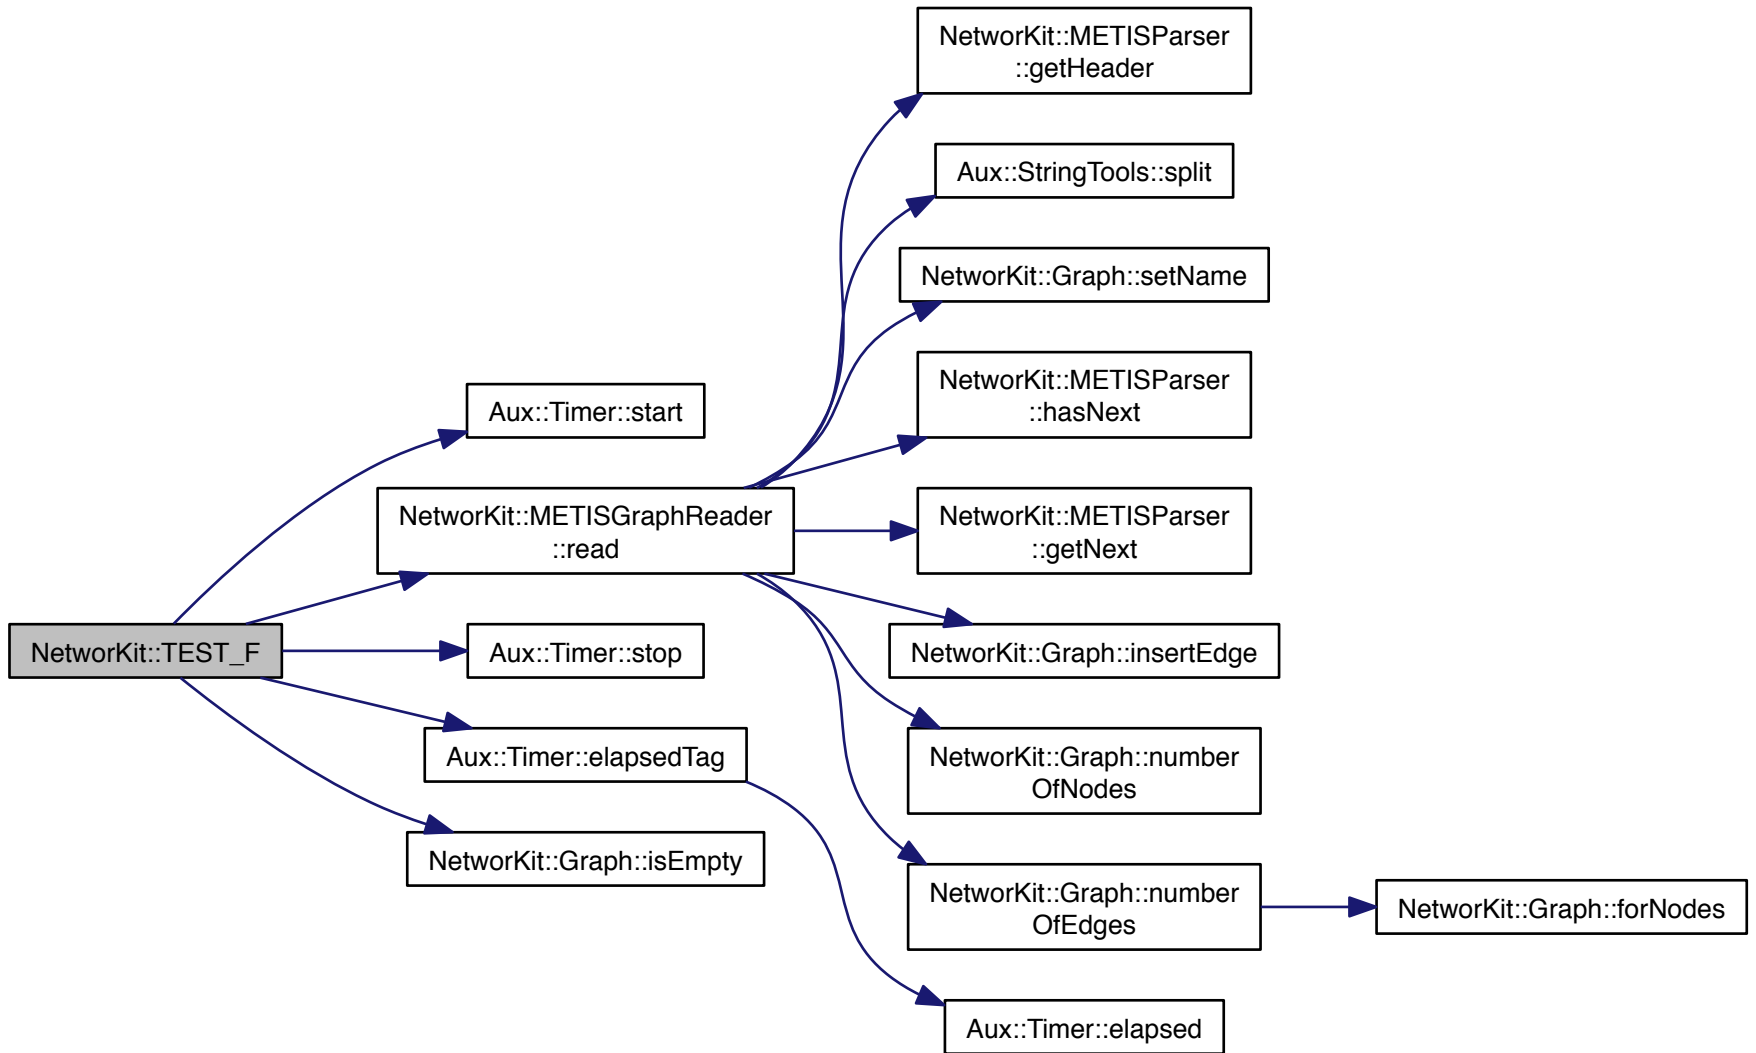 NetworKit::METISParser
::getHeader
Aux::StringTools::split
NetworKit::Graph::setName
NetworKit::METISParser
::hasNext
Aux::Timer::start
NetworKit::METISGraphReader
::read
NetworKit::METISParser
::getNext
NetworKit::TEST_F
Aux::Timer::stop
NetworKit::Graph::insertEdge
Aux::Timer::elapsedTag
NetworKit::Graph::number
OfNodes
NetworKit::Graph::isEmpty
NetworKit::Graph::number
OfEdges
NetworKit::Graph::forNodes
Aux::Timer::elapsed